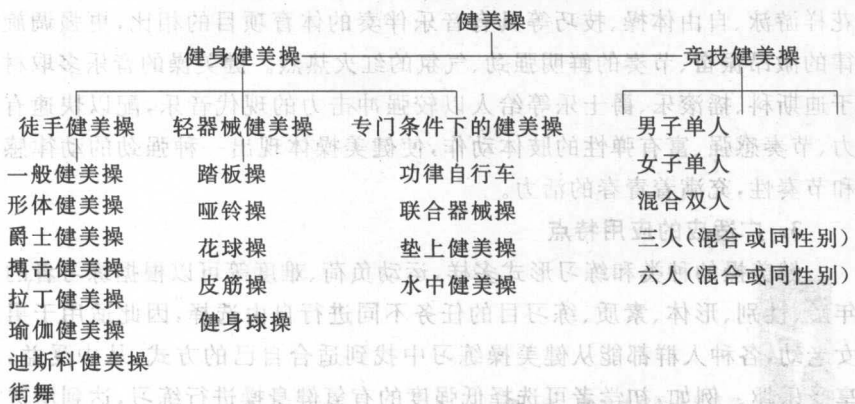 健美操
健身健美操
竞技健美操
徒手健美操
一般健美操
形体健美操
爵士健美操
搏击健美操
拉丁健美操
瑜伽健美操
迪斯科健美操
街舞
轻器械健美操
踏板操
哑铃操
花球操
皮筋操
健身球操
专门条件下的健美操
功律自行车
联合器械操
垫上健美操
水中健美操
男子单人
女子单人
混合双人
三人(混合或同性别)
六人(混合或同性别)